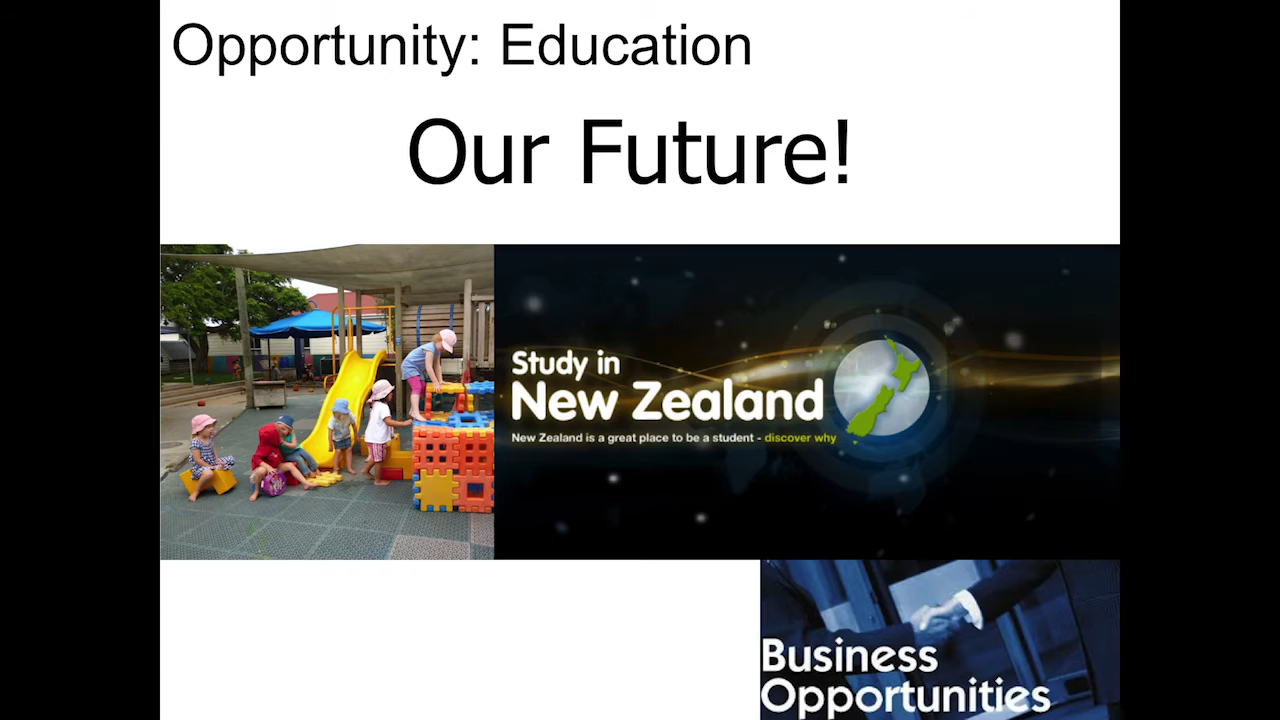 Opportunity: Education
Our Future!
Study in
New Zealand
New Zealand is a great place to be a student - discover why
Business
Opportunities